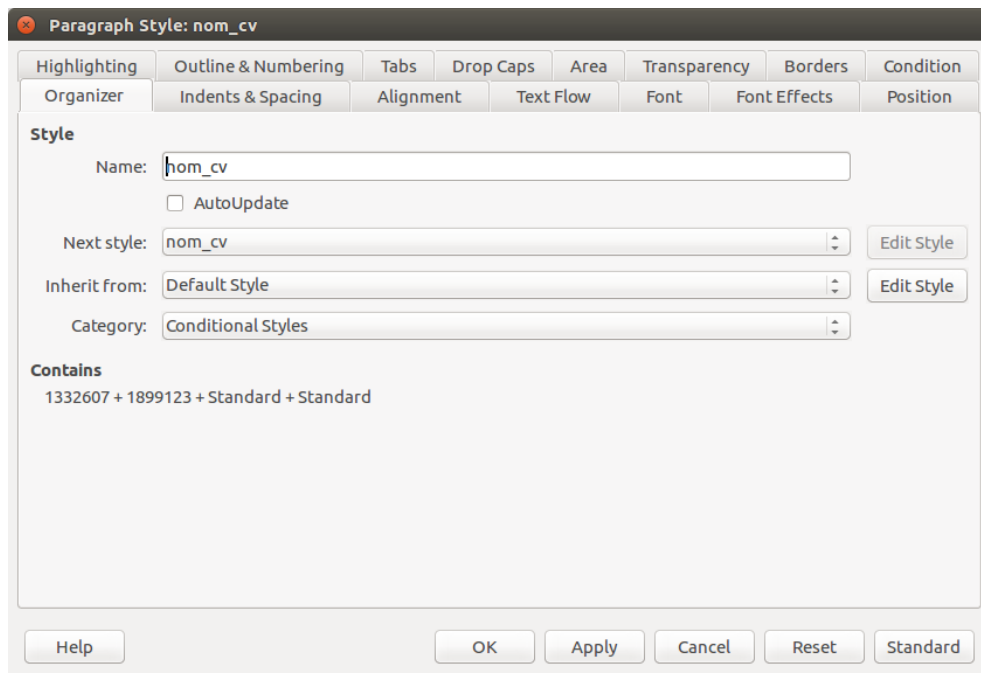 Paragraph Style: nom_cv
Highlighting Outline & Numbering Tabs Drop Caps Area Transparency Borders Condition
Organizer Indents & Spacing Alignment Text Flow Font Font Effects Position
Style
Name: nom_cv
AutoUpdate
Next style: nom_cv Edit Style
Inherit from: Default Style Edit Style
Category: Conditional Styles
Contains
1332607 + 1899123 + Standard + Standard
Help OK Apply Cancel Reset Standard